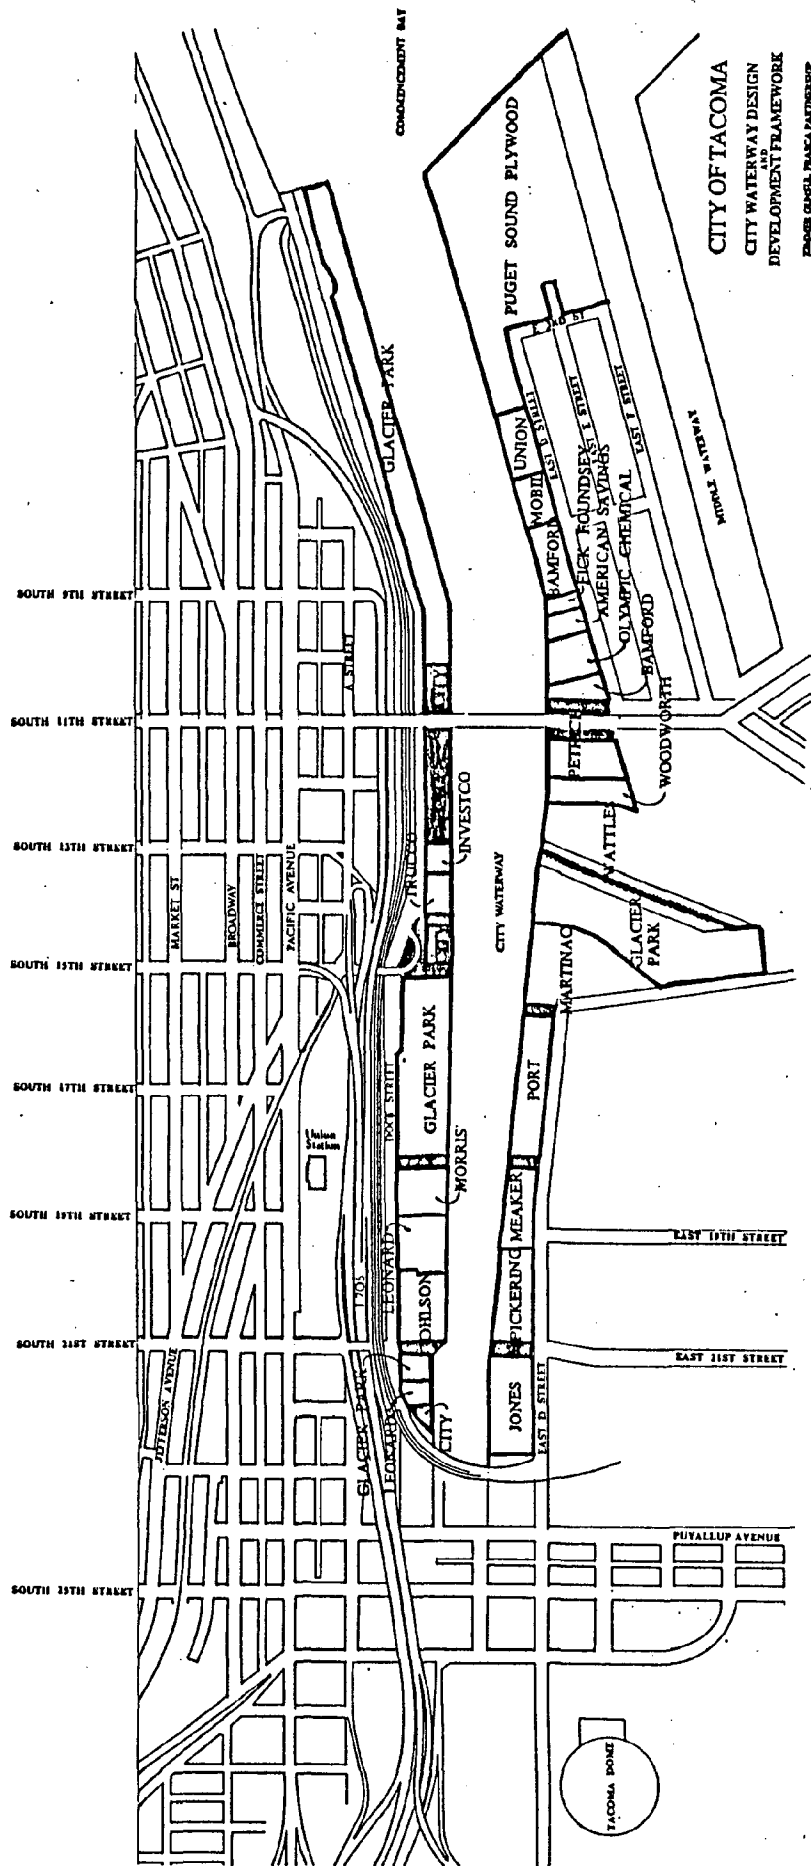 COMMENCEMENT BAY
CITY OF TACOMA
CITY WATERWAY DESIGN
AND
DEVELOPMENT FRAMEWORK
PUGET SOUND PLYWOOD
GLACIER PARK
UNION
MOBIL
BAMFORD
FICK FOUNDSEY
AMERICAN SAVINGS
OLYMPIC CHEMICAL
BAMFORD
E 3RD ST
EAST D STREET
EAST E STREET
EAST F STREET
MIDDLE WATERWAY
SOUTH 9TH STREET
A STREET
CITY
SOUTH 11TH STREET
PETRICH
WOODWORTH
INVESTCO
SOUTH 13TH STREET
MARKET ST
BROADWAY
COMMERCE STREET
PACIFIC AVENUE
TRUCCO
CITY WATERWAY
GLACIER
PARK
CITY
SOUTH 15TH STREET
MARTINAC
GLACIER PARK
PORT
DOCK STREET
SOUTH 17TH STREET
Union
Station
MORRIS
MEAKER
SOUTH 19TH STREET
EAST 19TH STREET
LEONARD
I 705
OHLSON
PICKERING
SOUTH 21ST STREET
EAST 21ST STREET
JEFFERSON AVENUE
GLACIER PARK
LEONARD
CITY
JONES
EAST D STREET
PUYALLUP AVENUE
SOUTH 25TH STREET
TACOMA DOME